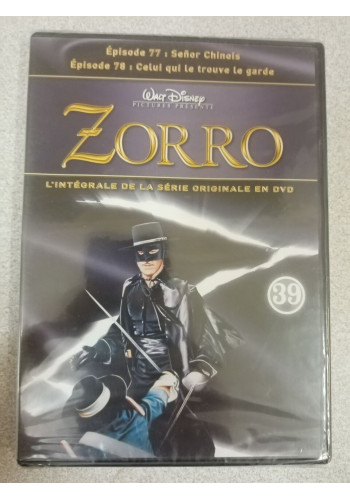 Épisode 77 : Señor Chinois
Épisode 78 : Celui qui le trouve le garde
Walt Disney
PICTURES PRESENTS
ZORRO
L'INTÉGRALE DE LA SÉRIE ORIGINALE EN DVD
39